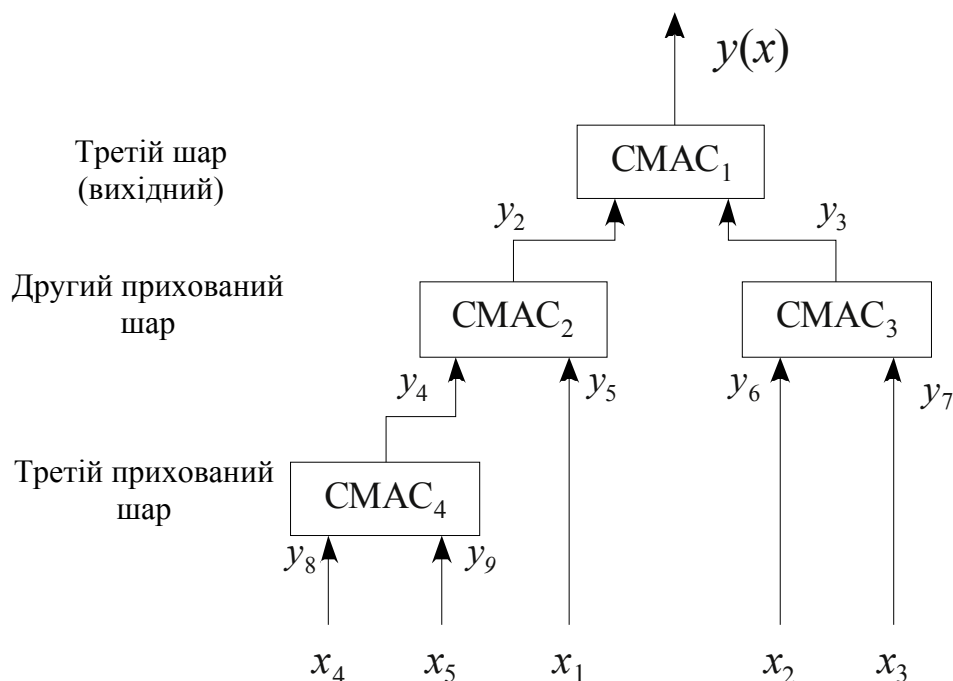 y(x)
Третій шар
(вихідний)
CMAC₁
y₂
y₃
Другий прихований
шар
CMAC₂
CMAC₃
y₄
y₅
y₆
y₇
Третій прихований
шар
CMAC₄
y₈
y₉
x₄
x₅
x₁
x₂
x₃